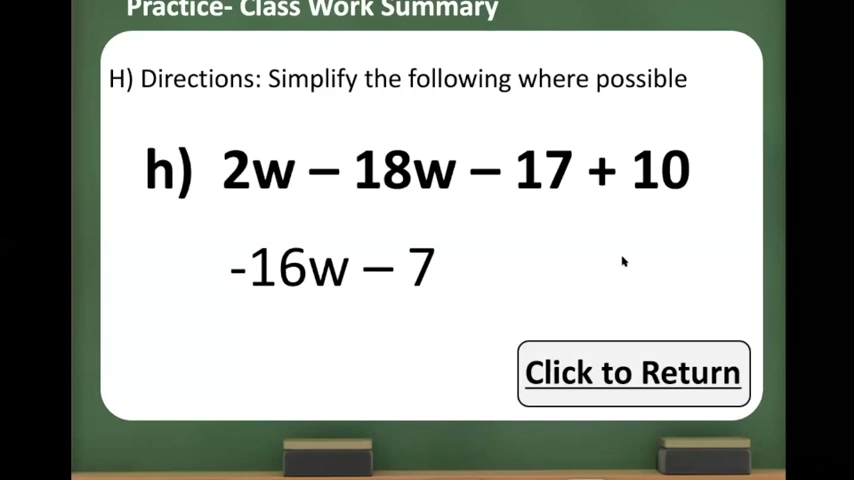 Practice- Class Work Summary
H) Directions: Simplify the following where possible
h) 2w – 18w – 17 + 10
-16w – 7
Click to Return